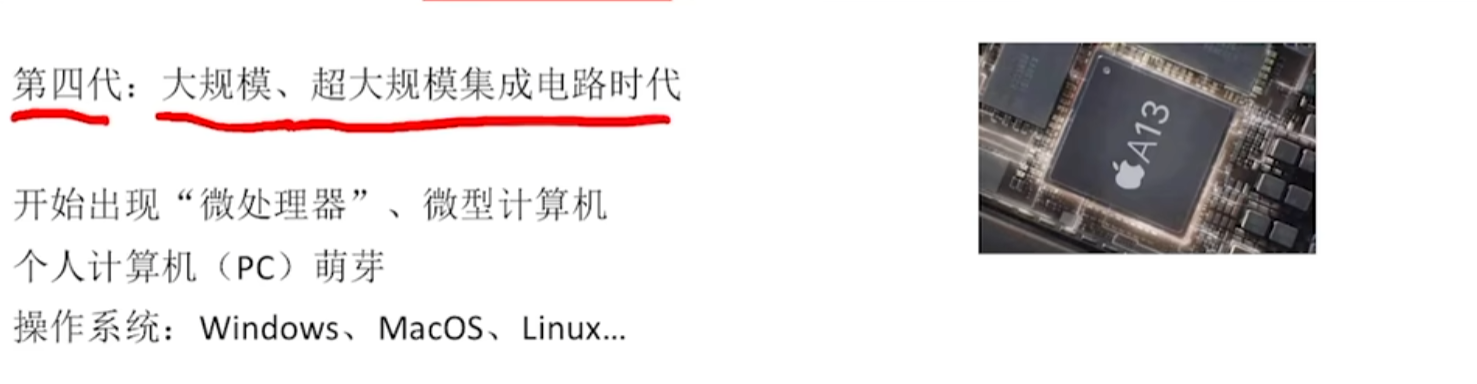 第四代：大规模、超大规模集成电路时代
A13
开始出现“微处理器”、微型计算机
个人计算机（PC）萌芽
操作系统：Windows、MacOS、Linux…